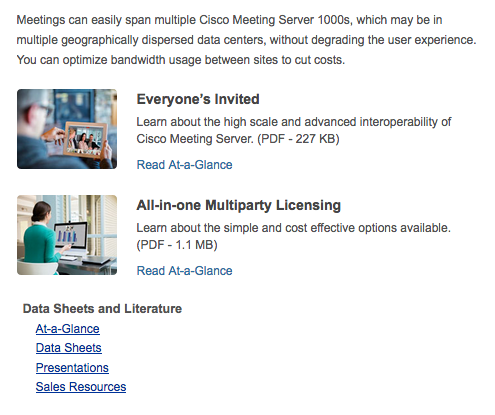 Meetings can easily span multiple Cisco Meeting Server 1000s, which may be in
multiple geographically dispersed data centers, without degrading the user experience.
You can optimize bandwidth usage between sites to cut costs.
Everyone's Invited
Learn about the high scale and advanced interoperability of
Cisco Meeting Server. (PDF - 227 KB)
Read At-a-Glance
All-in-one Multiparty Licensing
Learn about the simple and cost effective options available.
(PDF - 1.1 MB)
Read At-a-Glance
Data Sheets and Literature
At-a-Glance
Data Sheets
Presentations
Sales Resources